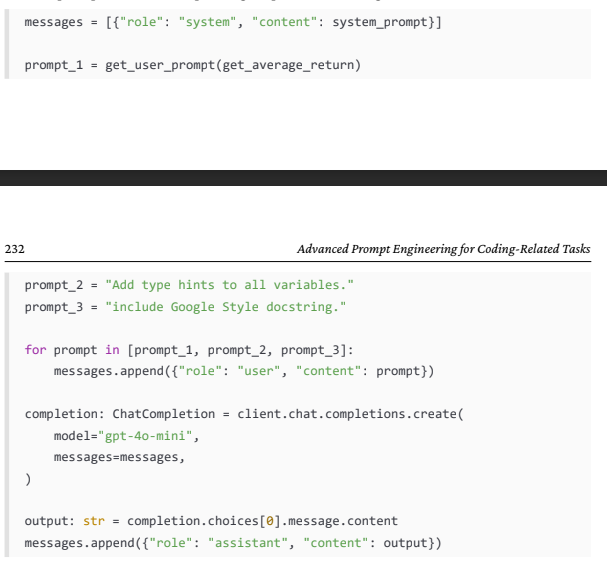 messages = [{"role": "system", "content": system_prompt}]
prompt_1 = get_user_prompt(get_average_return)
232 Advanced Prompt Engineering for Coding-Related Tasks
prompt_2 = "Add type hints to all variables."
prompt_3 = "include Google Style docstring."
for prompt in [prompt_1, prompt_2, prompt_3]:
    messages.append({"role": "user", "content": prompt})
completion: ChatCompletion = client.chat.completions.create(
    model="gpt-4o-mini",
    messages=messages,
)
output: str = completion.choices[0].message.content
messages.append({"role": "assistant", "content": output})